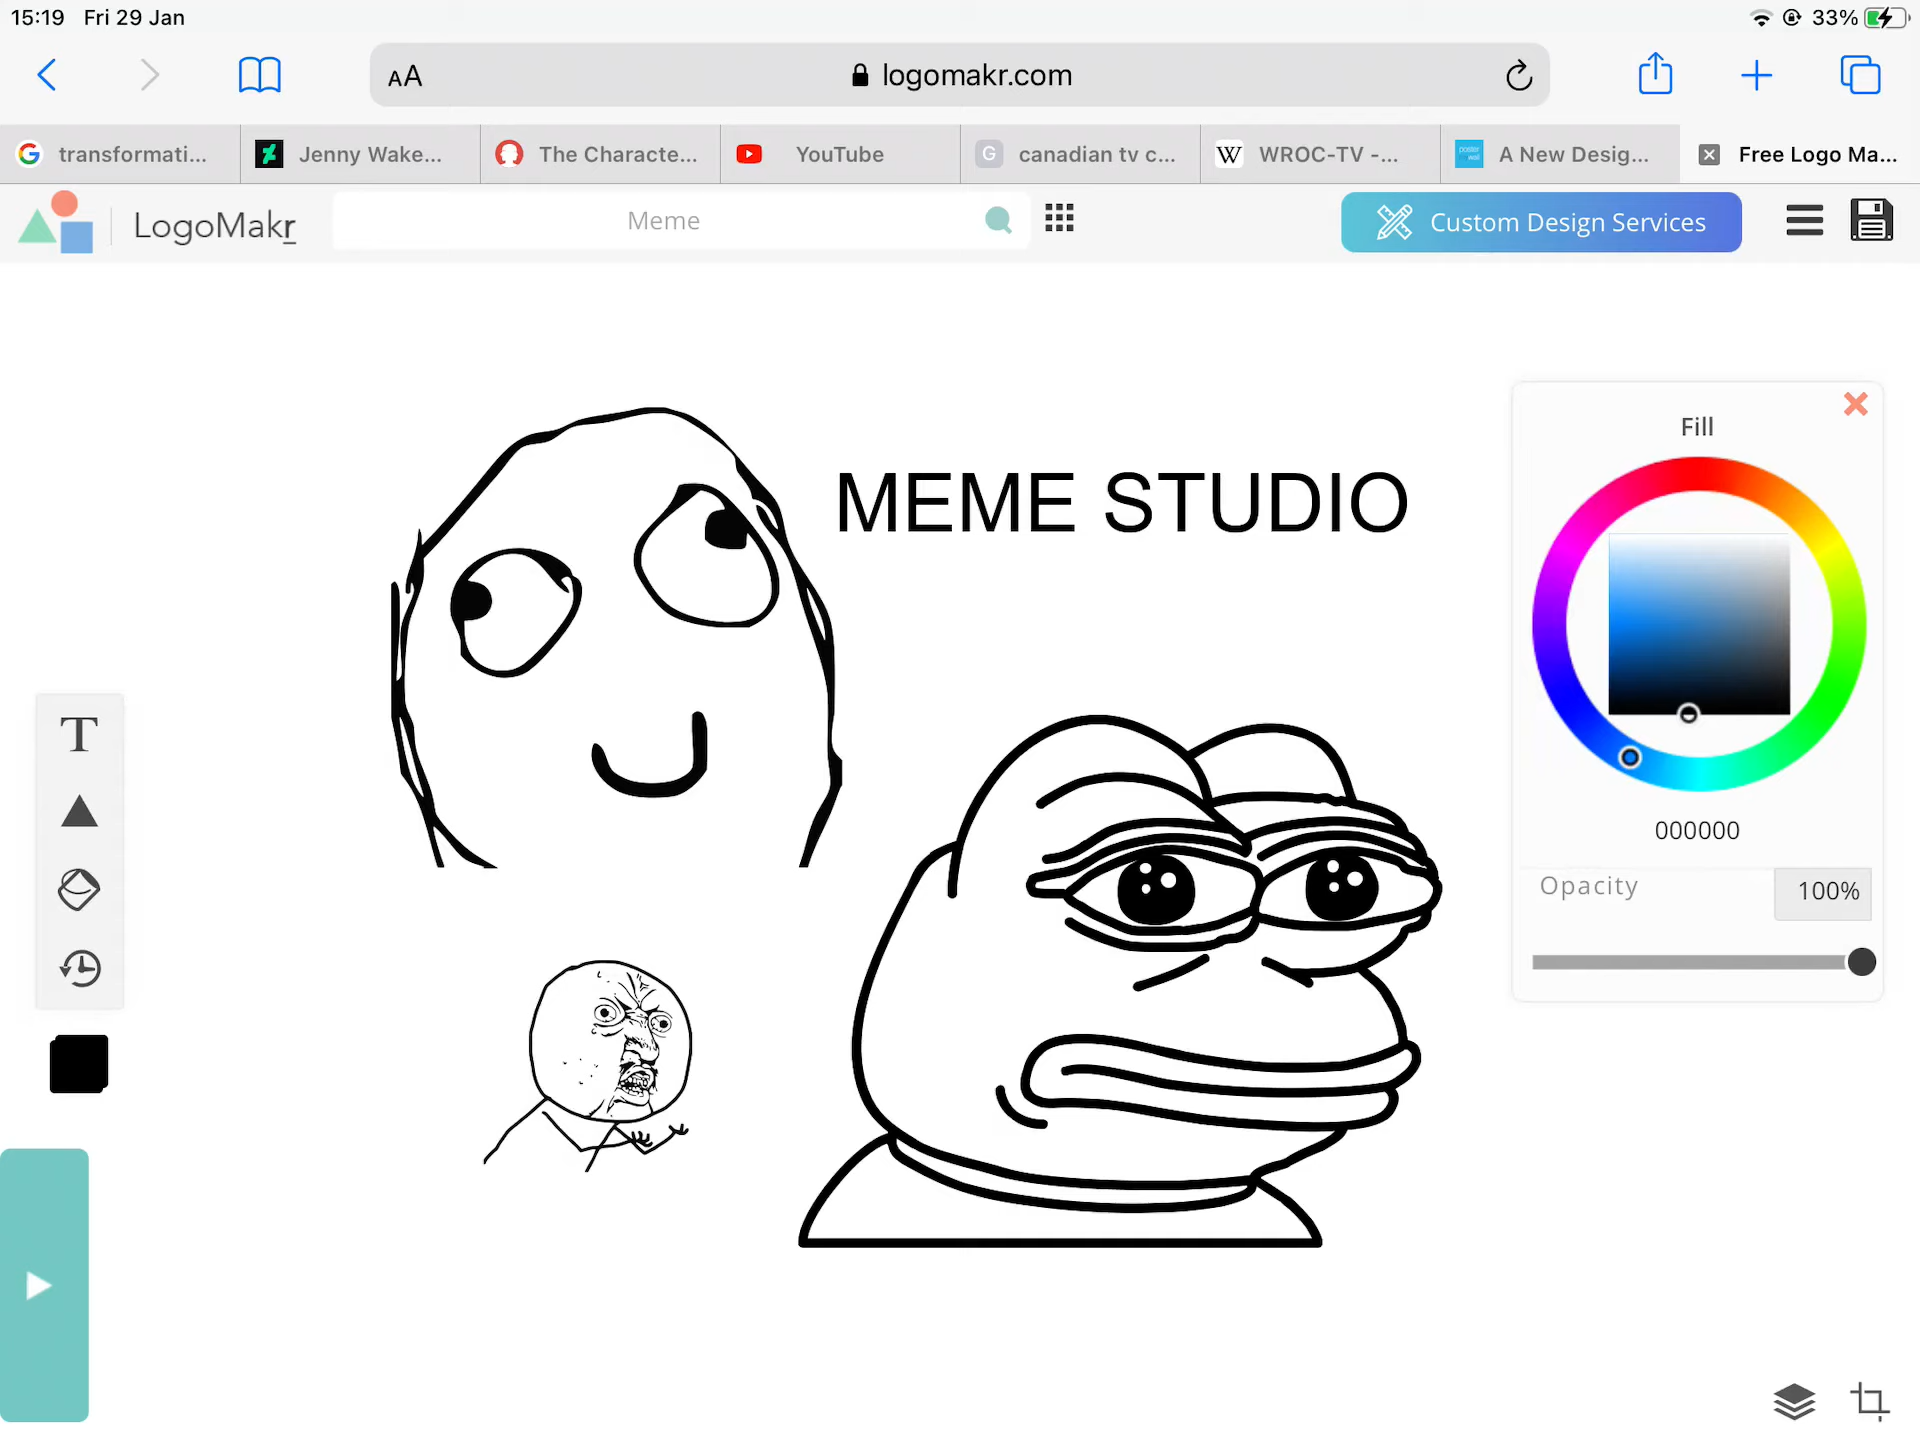 15:19 Fri 29 Jan 33%
AA logomakr.com
transformati... Jenny Wake... The Characte... YouTube canadian tv c... WROC-TV -... A New Desig... Free Logo Ma...
LogoMakr Meme Custom Design Services
Fill
MEME STUDIO
T
000000
Opacity 100%